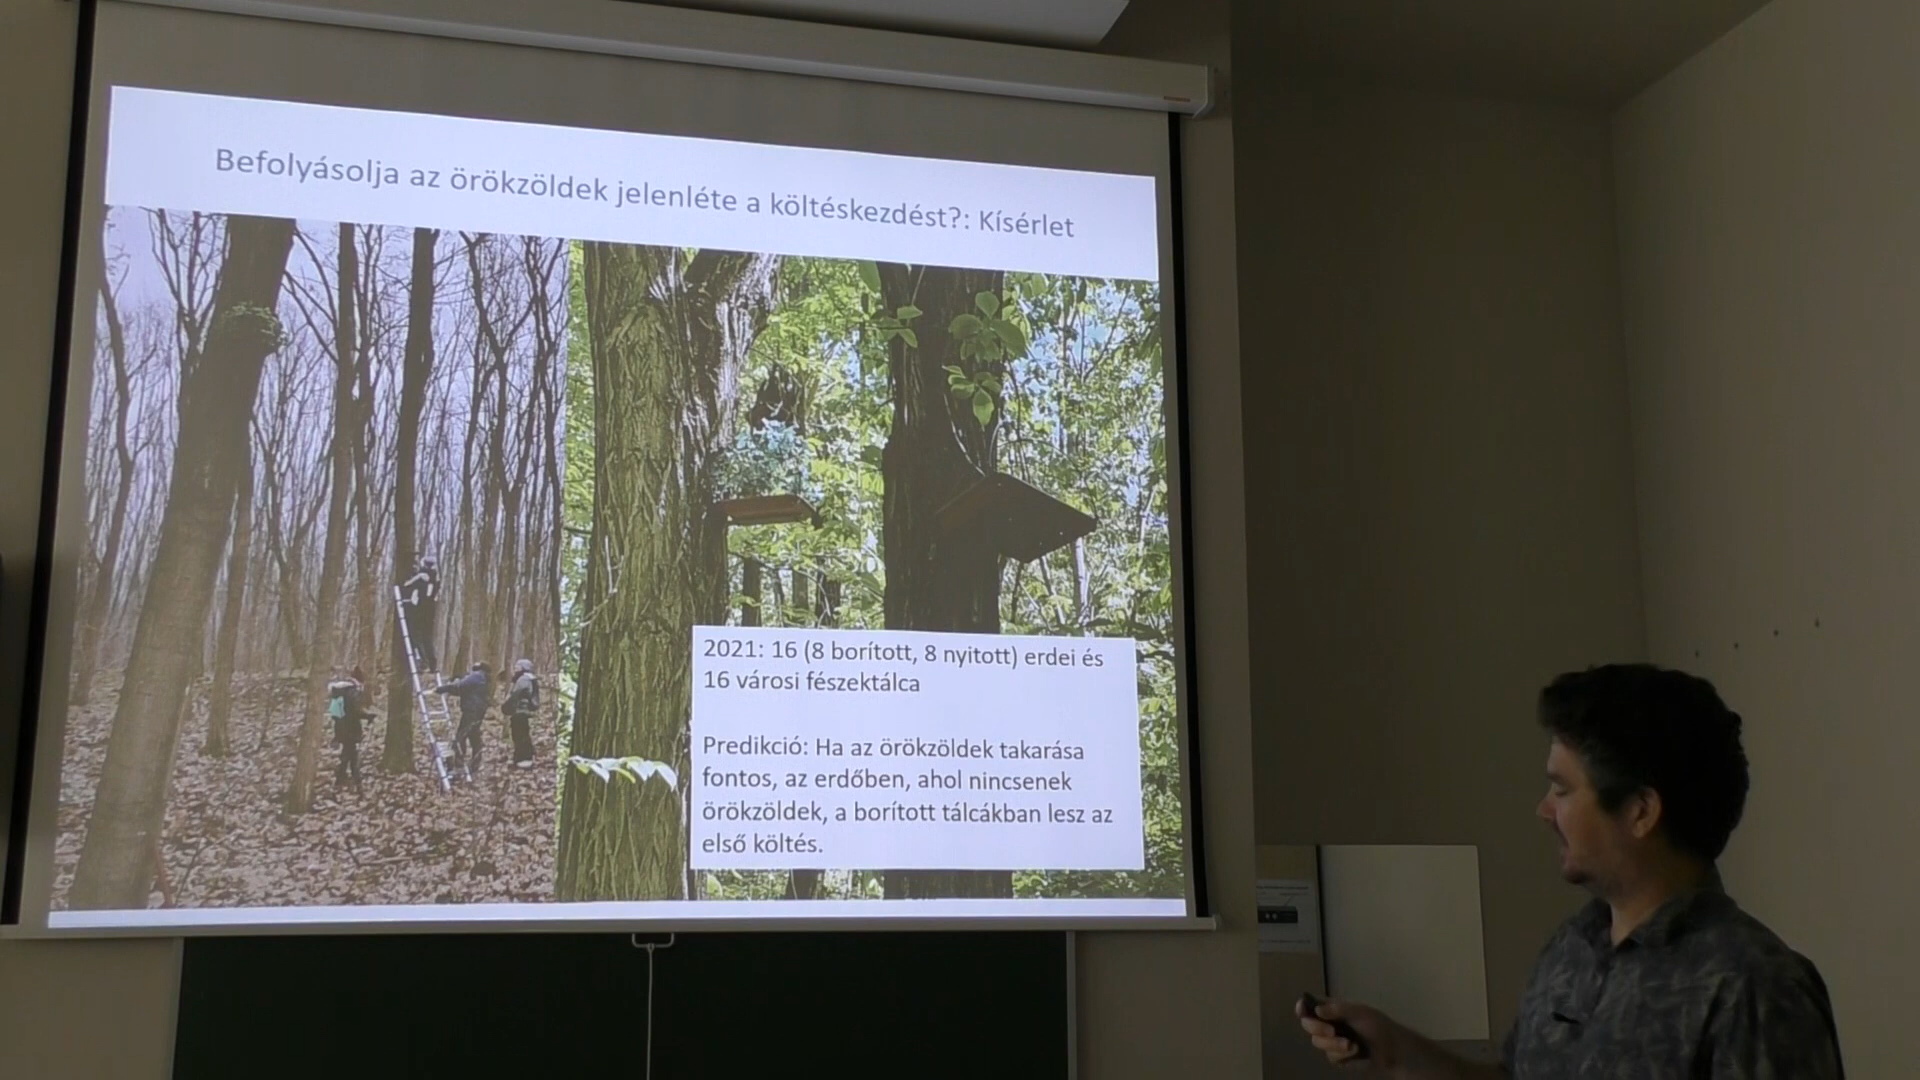 Befolyásolja az örökzöldek jelenléte a költéskezdést?: Kísérlet
2021: 16 (8 borított, 8 nyitott) erdei és
16 városi fészektálca
Predikció: Ha az örökzöldek takarása
fontos, az erdőben, ahol nincsenek
örökzöldek, a borított tálcákban lesz az
első költés.